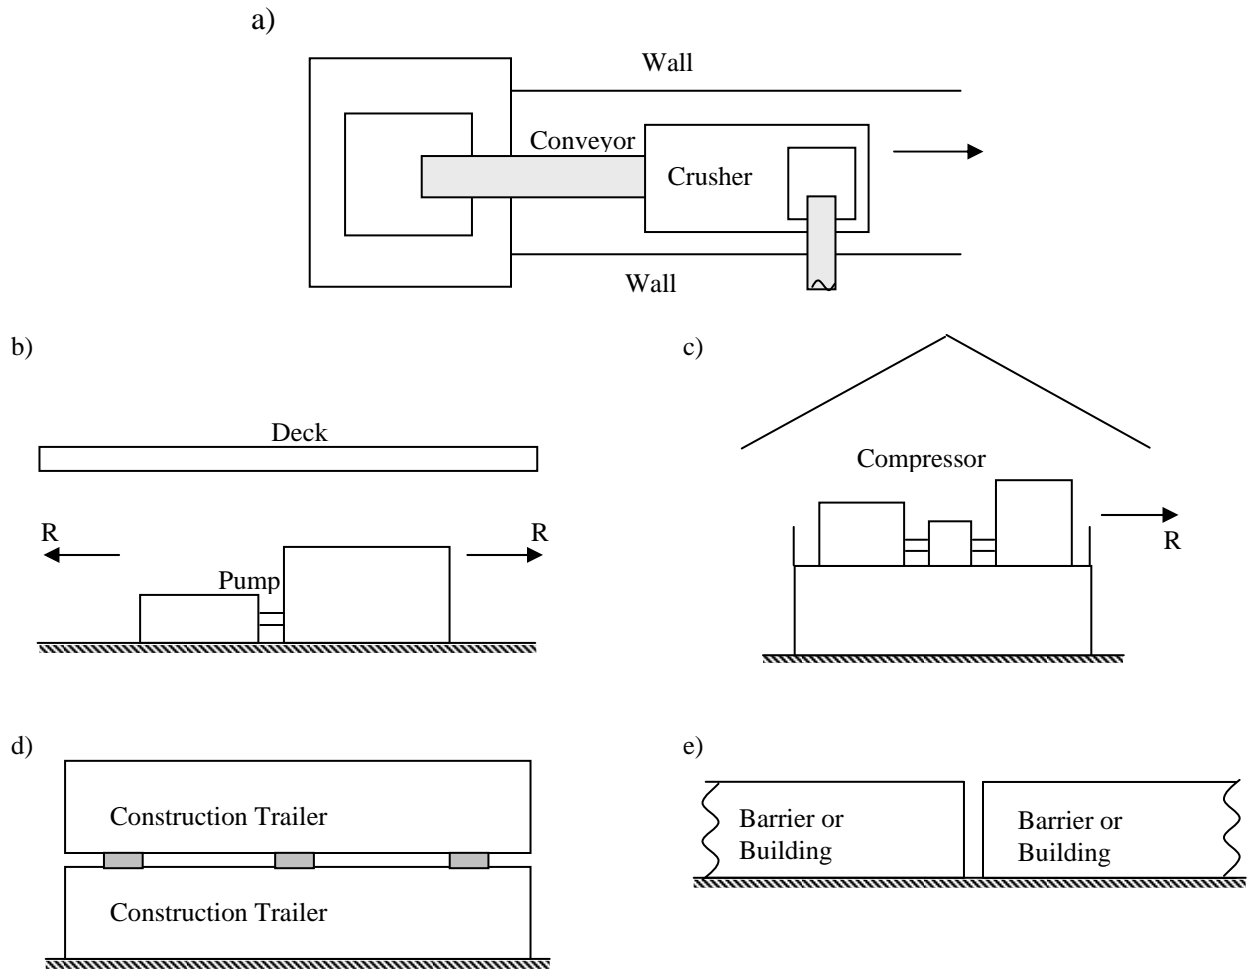 a)
Wall
Conveyor
Crusher
Wall
b)
Deck
R
R
Pump
c)
Compressor
R
d)
Construction Trailer
Construction Trailer
e)
Barrier or
Building
Barrier or
Building